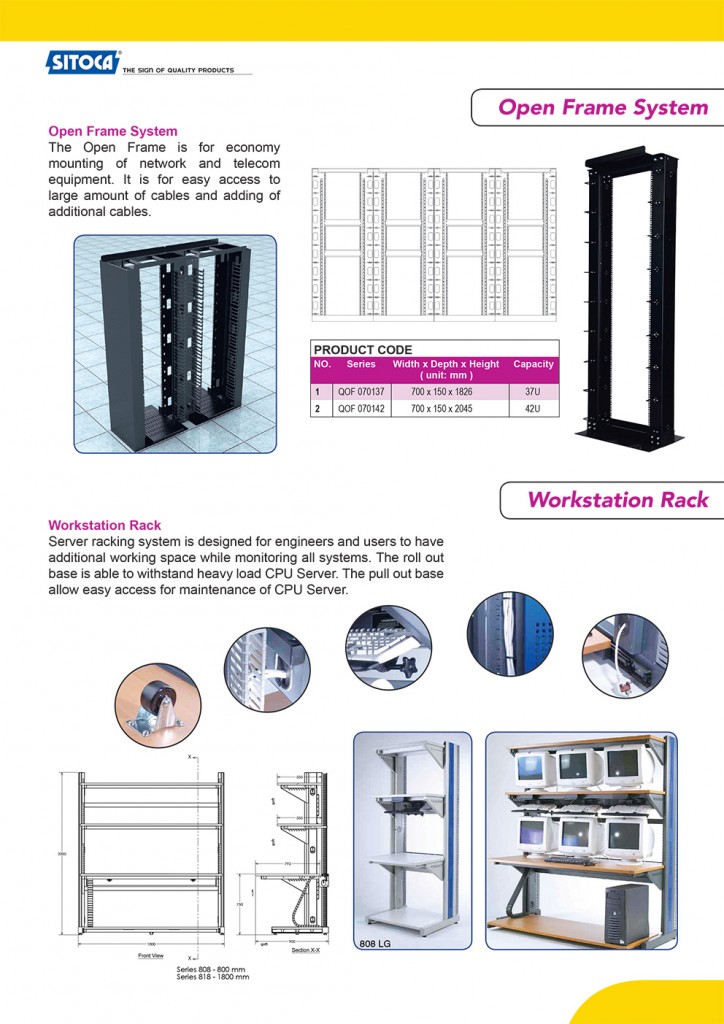 SITOCA®
THE SIGN OF QUALITY PRODUCTS
Open Frame System
Open Frame System
The Open Frame is for economy
mounting of network and telecom
equipment. It is for easy access to
large amount of cables and adding of
additional cables.
PRODUCT CODE
NO. Series Width x Depth x Height Capacity
( unit: mm )
1 QOF 070137 700 x 150 x 1826 37U
2 QOF 070142 700 x 150 x 2045 42U
Workstation Rack
Workstation Rack
Server racking system is designed for engineers and users to have
additional working space while monitoring all systems. The roll out
base is able to withstand heavy load CPU Server. The pull out base
allow easy access for maintenance of CPU Server.
X
X
Front View
Section X-X
Series 808 - 800 mm
Series 818 - 1800 mm
808 LG